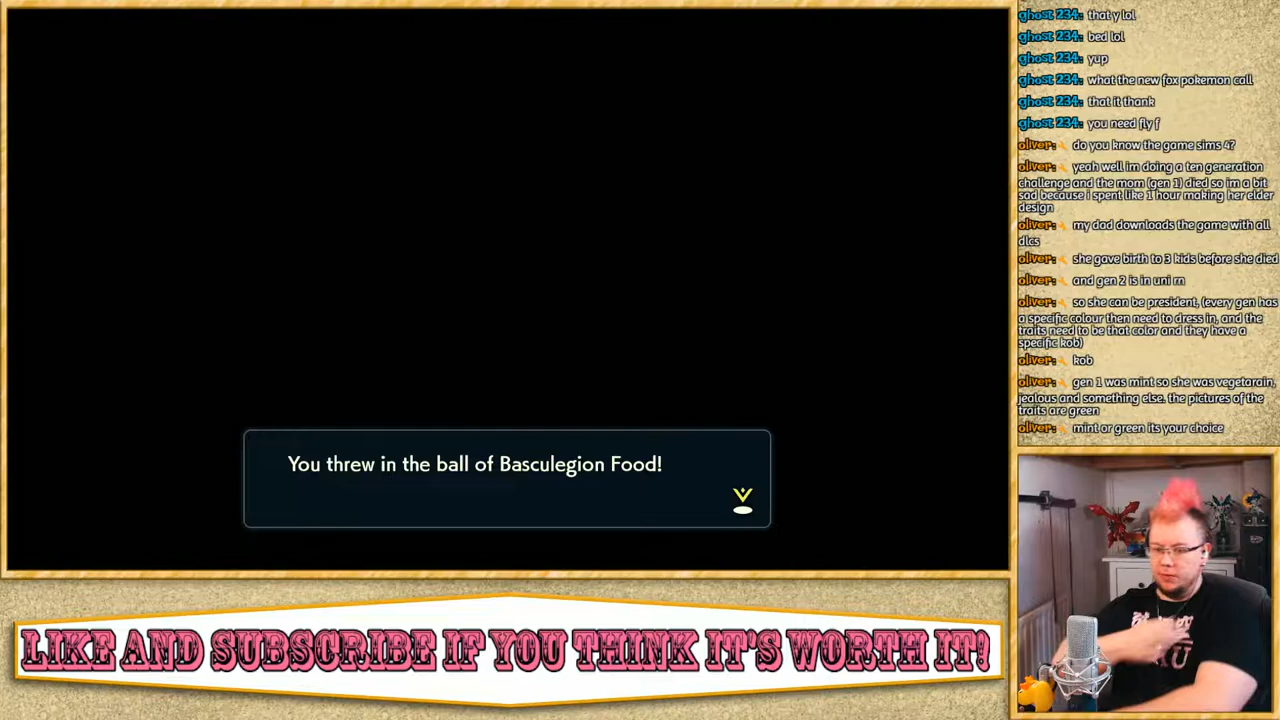 ghost 234: that y lol
ghost 234: bed lol
ghost 234: yup
ghost 234: what the new fox pokemon call
ghost 234: that it thank
ghost 234: you need fly f
oliver: do you know the game sims 4?
oliver: yeah well im doing a ten generation
challenge and the mom (gen 1) died so im a bit
sad because i spent like 1 hour making her elder
design
oliver: my dad downloads the game with all
dlcs
oliver: she gave birth to 3 kids before she died
oliver: and gen 2 is in uni rn
oliver: so she can be president, (every gen has
a specific colour then need to dress in, and the
traits need to be that color and they have a
specific kob)
oliver: kob
oliver: gen 1 was mint so she was vegetarain,
jealous and something else. the pictures of the
traits are green
oliver: mint or green its your choice
You threw in the ball of Basculegion Food!
LIKE AND SUBSCRIBE IF YOU THINK IT'S WORTH IT!